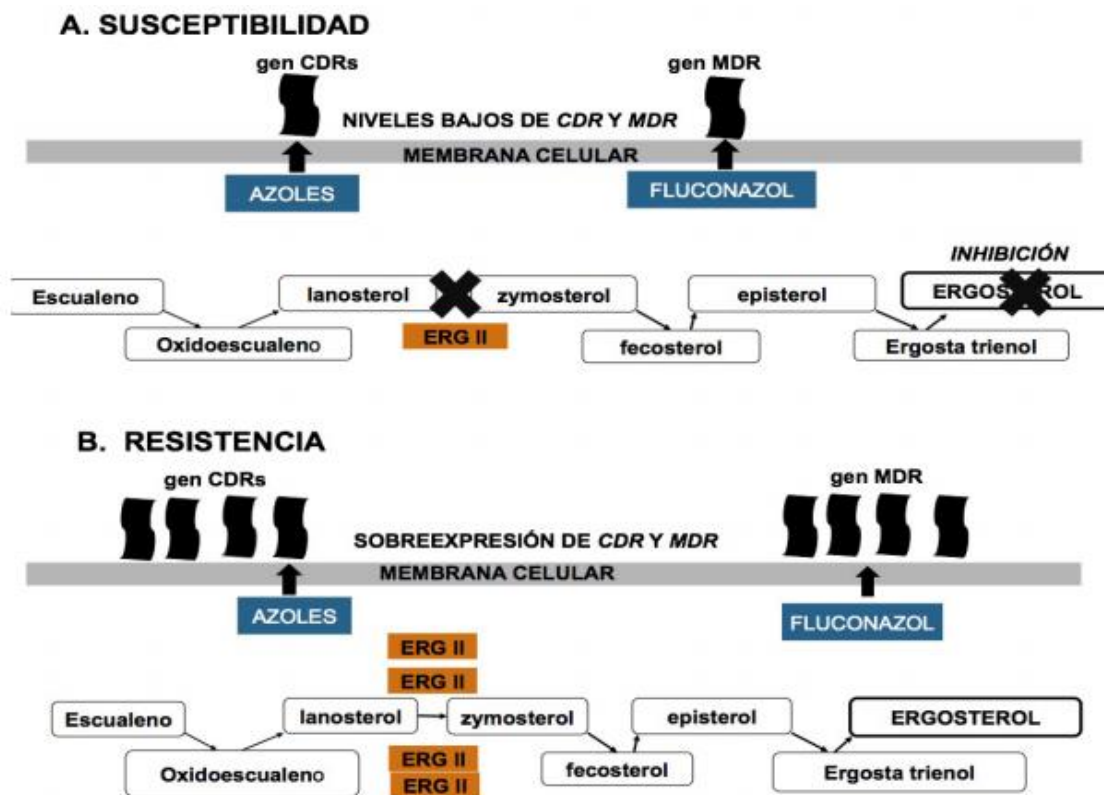 A. SUSCEPTIBILIDAD
gen CDRs
gen MDR
NIVELES BAJOS DE CDR Y MDR
MEMBRANA CELULAR
AZOLES
FLUCONAZOL
INHIBICIÓN
Escualeno
lanosterol
zymosterol
episterol
ERGOSTEROL
Oxidoescualeno
ERG II
fecosterol
Ergosta trienol
B. RESISTENCIA
gen CDRs
gen MDR
SOBREEXPRESIÓN DE CDR Y MDR
MEMBRANA CELULAR
AZOLES
FLUCONAZOL
ERG II
ERG II
Escualeno
lanosterol
zymosterol
episterol
ERGOSTEROL
Oxidoescualeno
ERG II
ERG II
fecosterol
Ergosta trienol